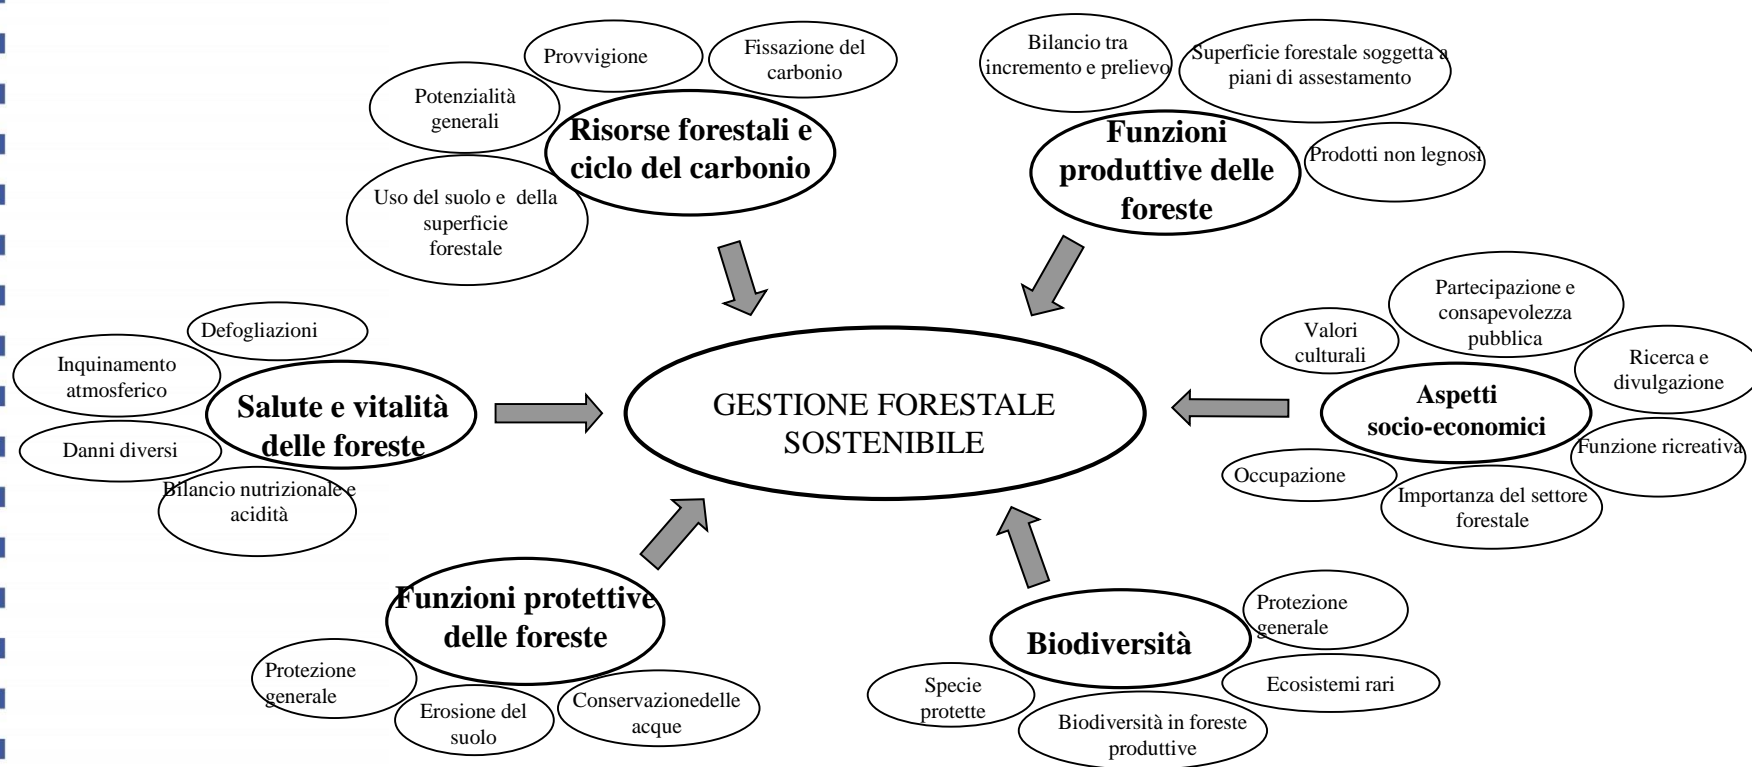 Provvigione
Fissazione del
carbonio
Potenzialità
generali
Risorse forestali e
ciclo del carbonio
Uso del suolo e della
superficie
forestale
Bilancio tra
incremento e prelievo
Superficie forestale soggetta a
piani di assestamento
Funzioni
produttive delle
foreste
Prodotti non legnosi
Defogliazioni
Inquinamento
atmosferico
Salute e vitalità
delle foreste
Danni diversi
Bilancio nutrizionale e
acidità
GESTIONE FORESTALE
SOSTENIBILE
Partecipazione e
consapevolezza
pubblica
Valori
culturali
Ricerca e
divulgazione
Aspetti
socio-economici
Funzione ricreativa
Occupazione
Importanza del settore
forestale
Funzioni protettive
delle foreste
Protezione
generale
Erosione del
suolo
Conservazionedelle
acque
Biodiversità
Protezione
generale
Ecosistemi rari
Specie
protette
Biodiversità in foreste
produttive